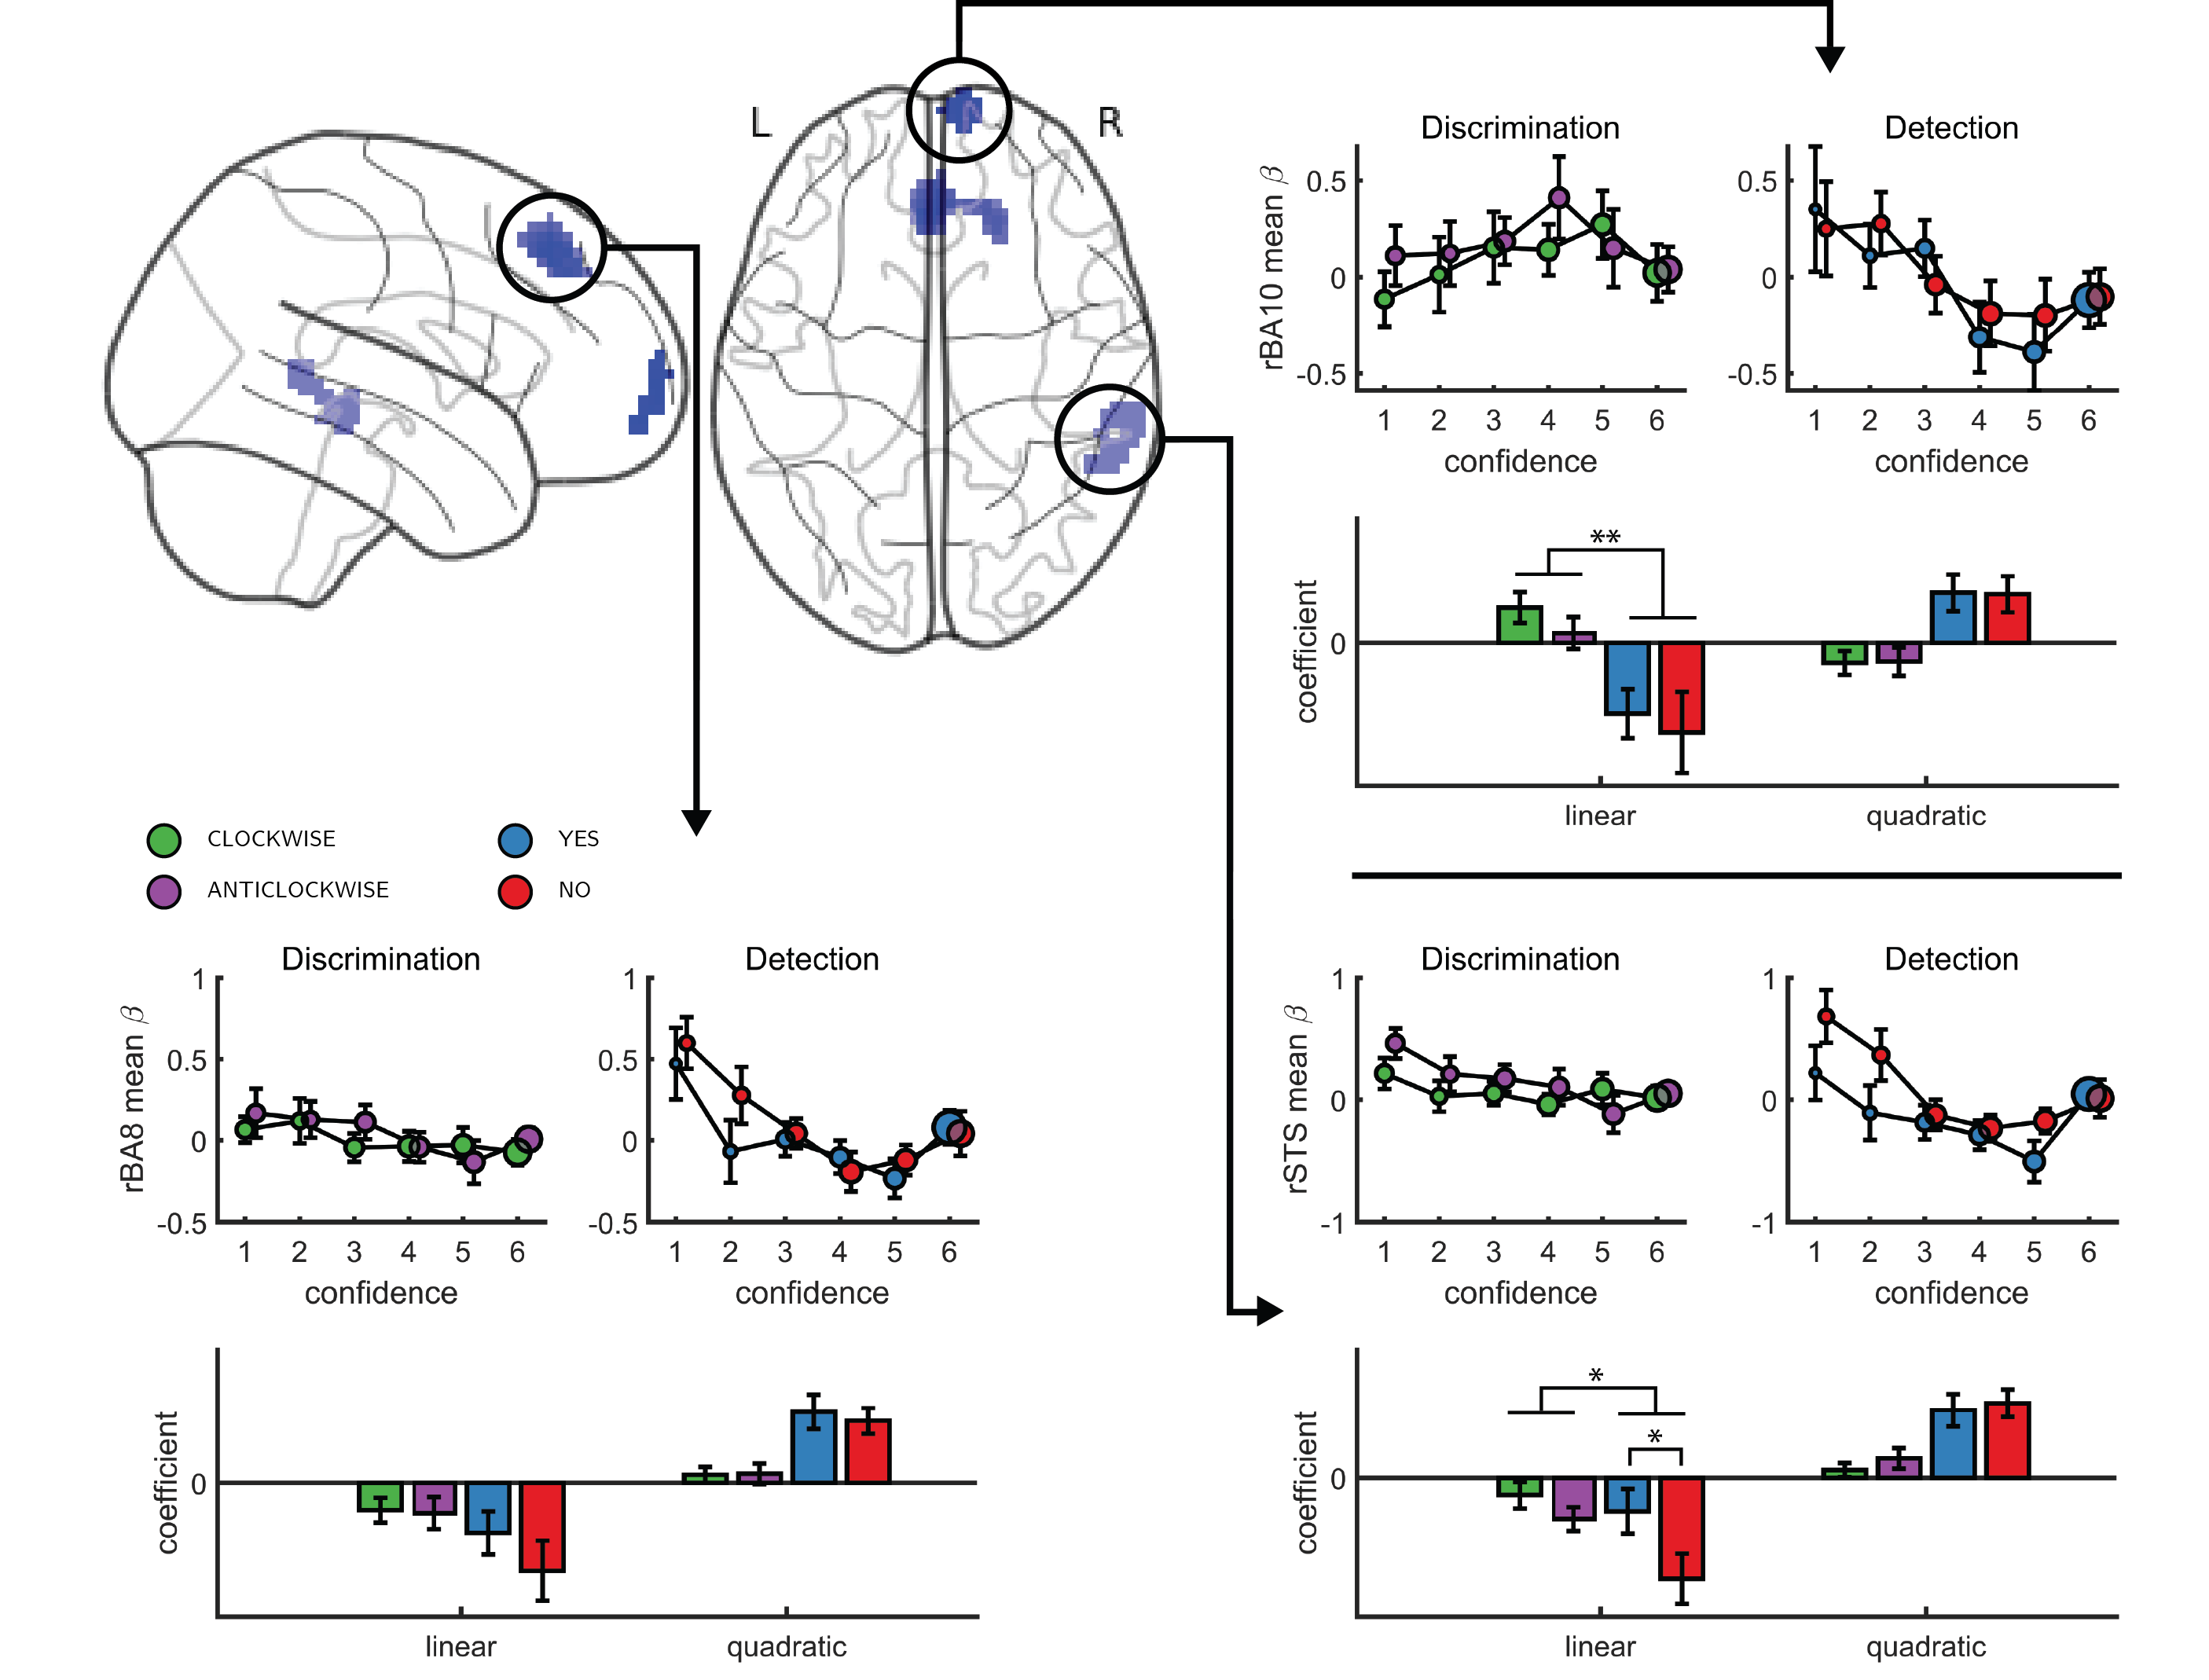 L
R
Discrimination
Detection
rBA10 mean β
0.5
0
-0.5
0.5
0
-0.5
1 2 3 4 5 6
1 2 3 4 5 6
confidence
confidence
**
coefficient
0
linear
quadratic
CLOCKWISE
YES
ANTICLOCKWISE
NO
Discrimination
Detection
rBA8 mean β
1
0.5
0
-0.5
1
0.5
0
-0.5
1 2 3 4 5 6
1 2 3 4 5 6
confidence
confidence
coefficient
0
linear
quadratic
Discrimination
Detection
rSTS mean β
1
0
-1
1
0
-1
1 2 3 4 5 6
1 2 3 4 5 6
confidence
confidence
*
*
coefficient
0
linear
quadratic